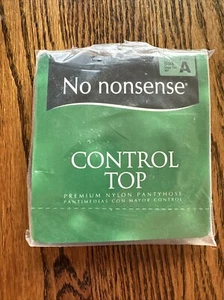 A
No nonsense®
CONTROL
TOP
PREMIUM NYLON PANTYHOSE
PANTIMEDIAS CON MAYOR CONTROL